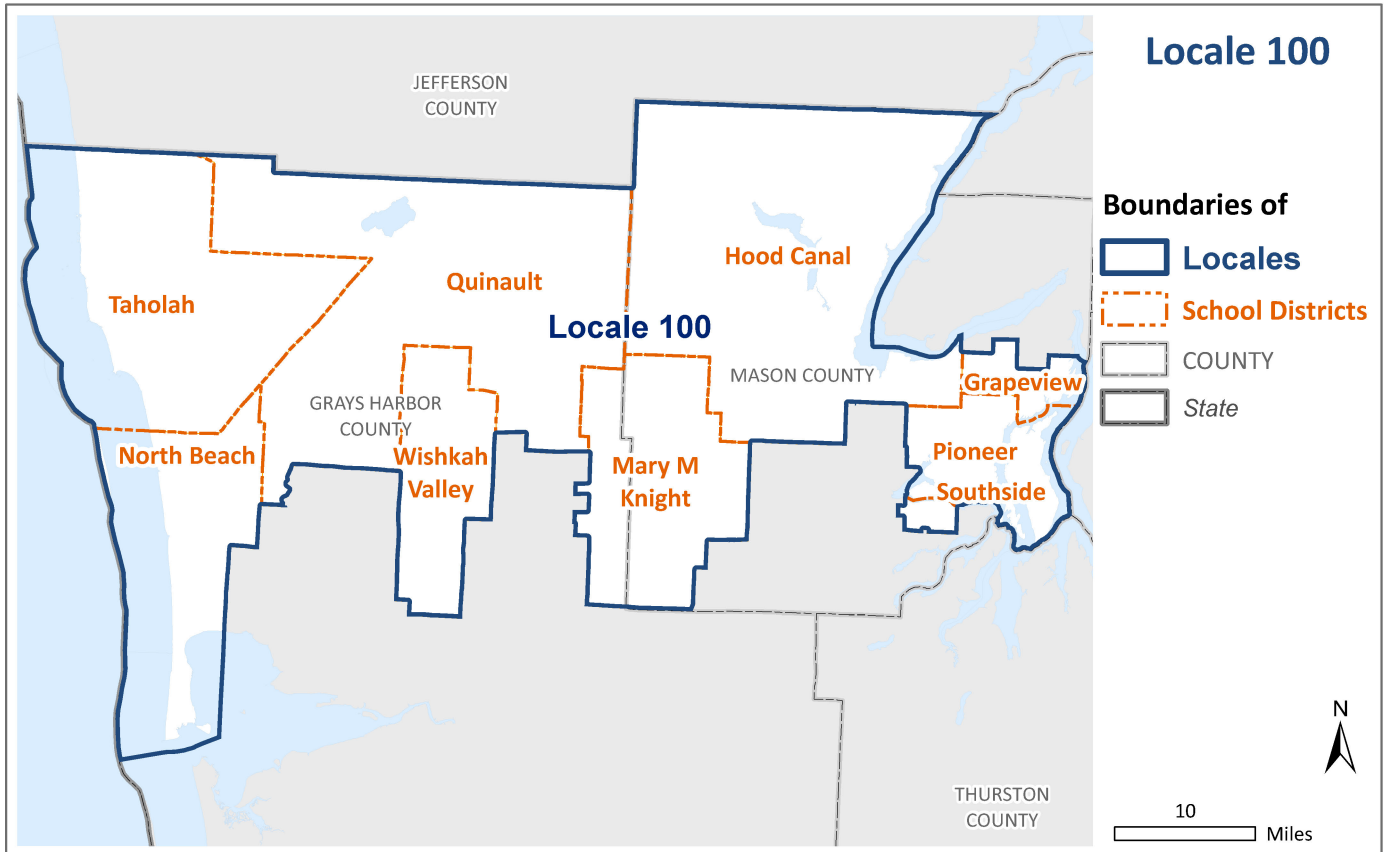 Locale 100
JEFFERSON
COUNTY
Boundaries of
Locales
School Districts
COUNTY
State
Hood Canal
Quinault
Taholah
Locale 100
MASON COUNTY
Grapeview
GRAYS HARBOR
COUNTY
North Beach
Wishkah
Valley
Mary M
Knight
Pioneer
Southside
N
THURSTON
COUNTY
10
Miles